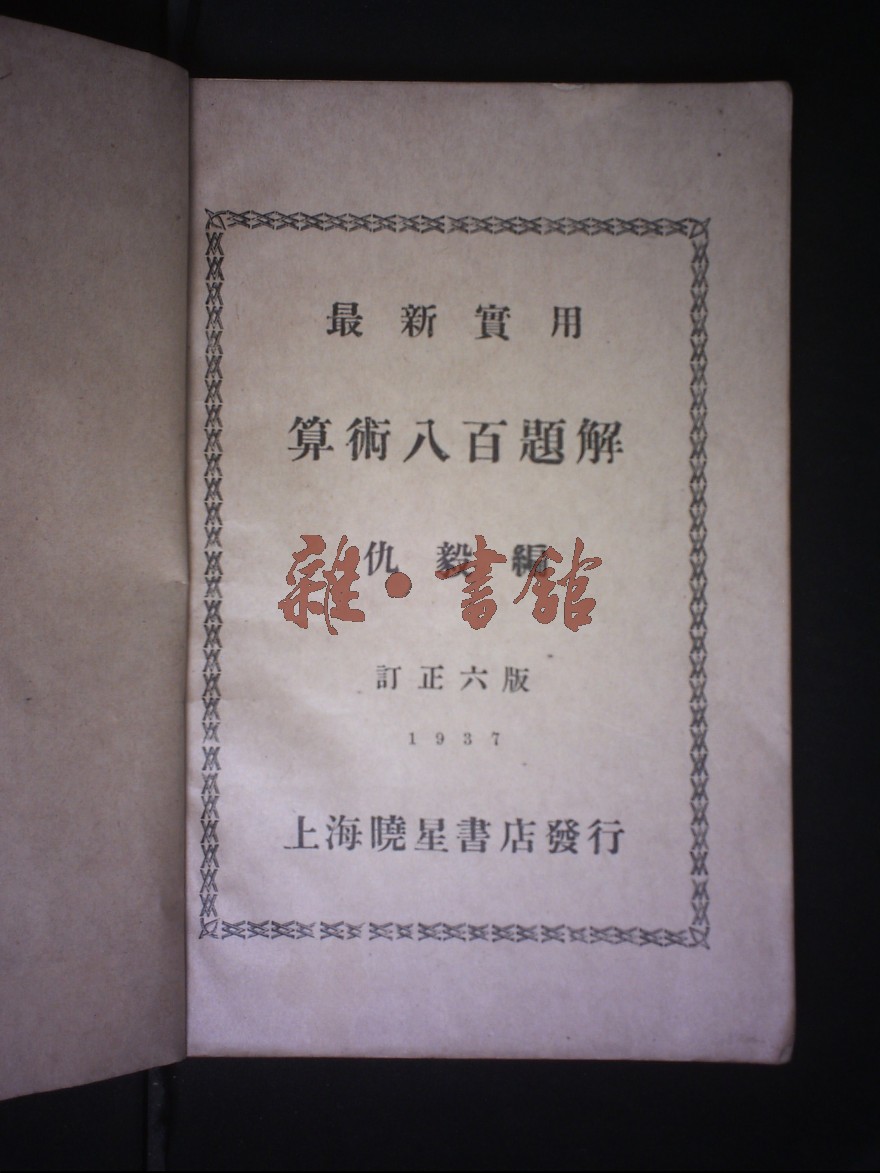 最新實用
算術八百題解
仇毅編
雜·書館
訂正六版
1937
上海曉星書店發行